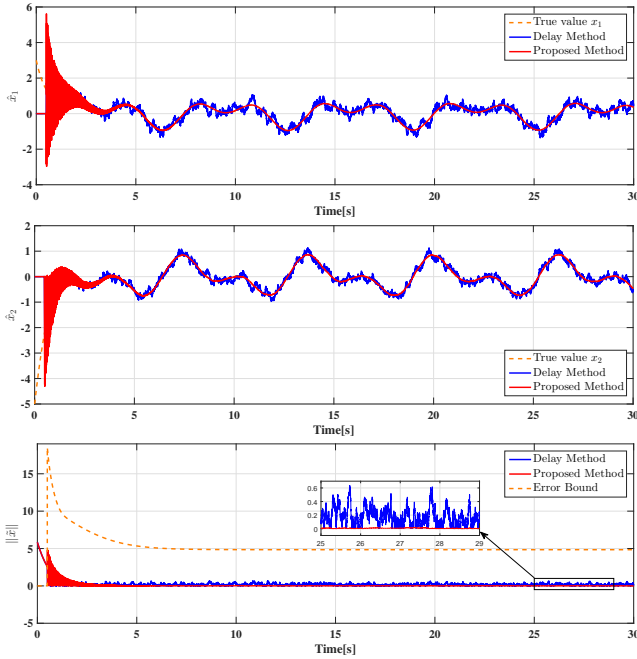 6
4
2
0
-2
-4
x̂₁
True value x₁
Delay Method
Proposed Method
0 5 10 15 20 25 30
Time[s]
2
1
0
-1
-2
-3
-4
-5
x̂₂
True value x₂
Delay Method
Proposed Method
0 5 10 15 20 25 30
Time[s]
15
10
5
0
-5
||x̃||
Delay Method
Proposed Method
Error Bound
0.6
0.4
0.2
0
25 26 27 28 29
0 5 10 15 20 25 30
Time[s]